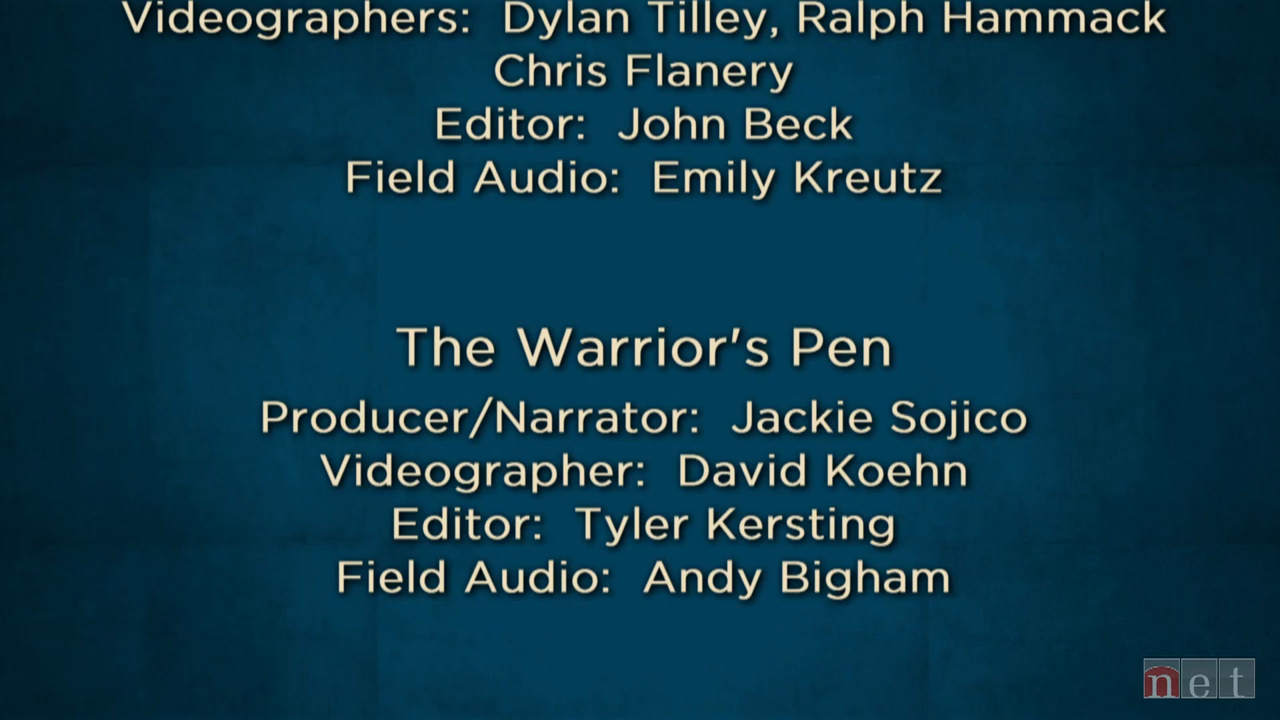 Videographers: Dylan Tilley, Ralph Hammack
Chris Flanery
Editor: John Beck
Field Audio: Emily Kreutz
The Warrior's Pen
Producer/Narrator: Jackie Sojico
Videographer: David Koehn
Editor: Tyler Kersting
Field Audio: Andy Bigham
net